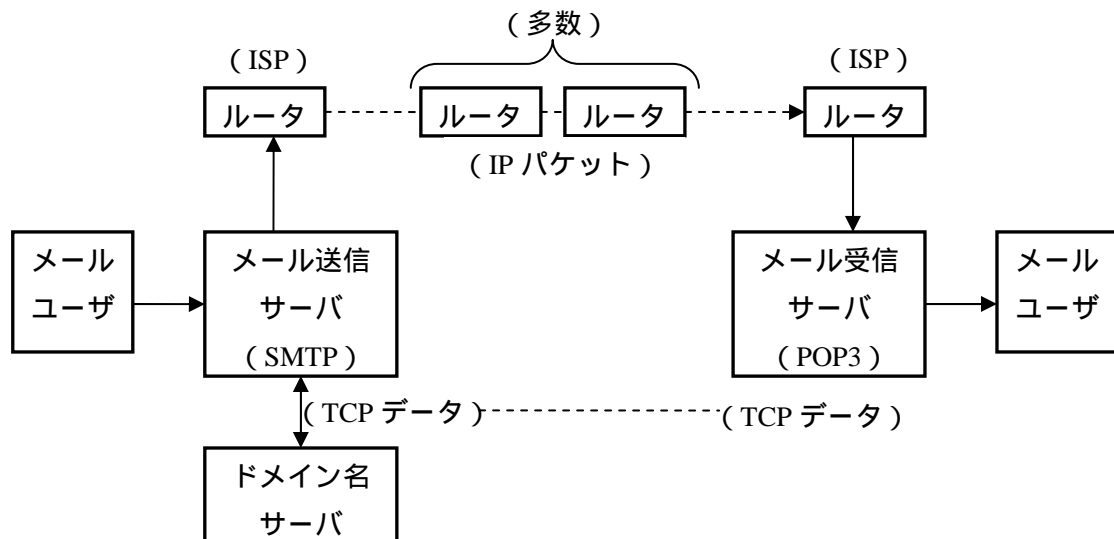 （多数）
（ISP）
（ISP）
ルータ
ルータ
ルータ
ルータ
（IP パケット）
メール
ユーザ
メール送信
サーバ
（SMTP）
メール受信
サーバ
（POP3）
メール
ユーザ
（TCP データ）
（TCP データ）
ドメイン名
サーバ